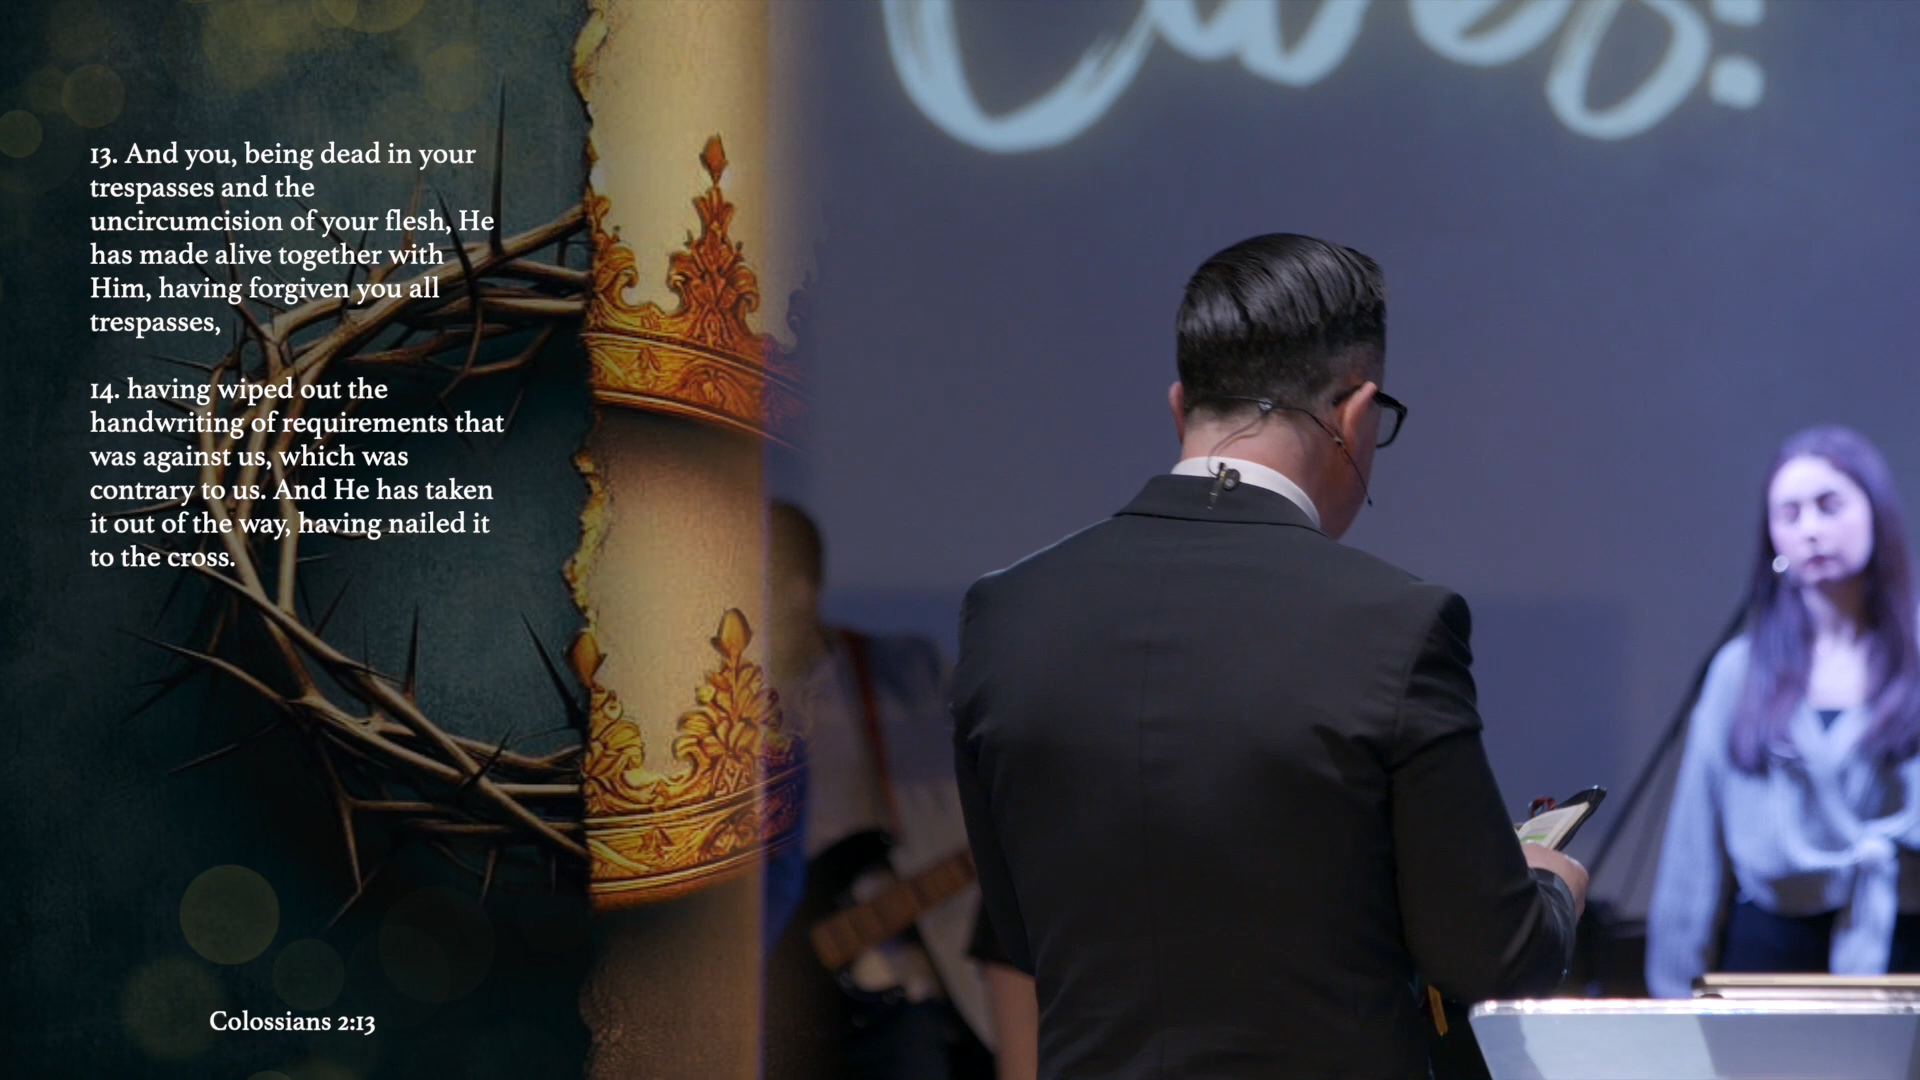 13. And you, being dead in your
trespasses and the
uncircumcision of your flesh, He
has made alive together with
Him, having forgiven you all
trespasses,
14. having wiped out the
handwriting of requirements that
was against us, which was
contrary to us. And He has taken
it out of the way, having nailed it
to the cross.
Colossians 2:13